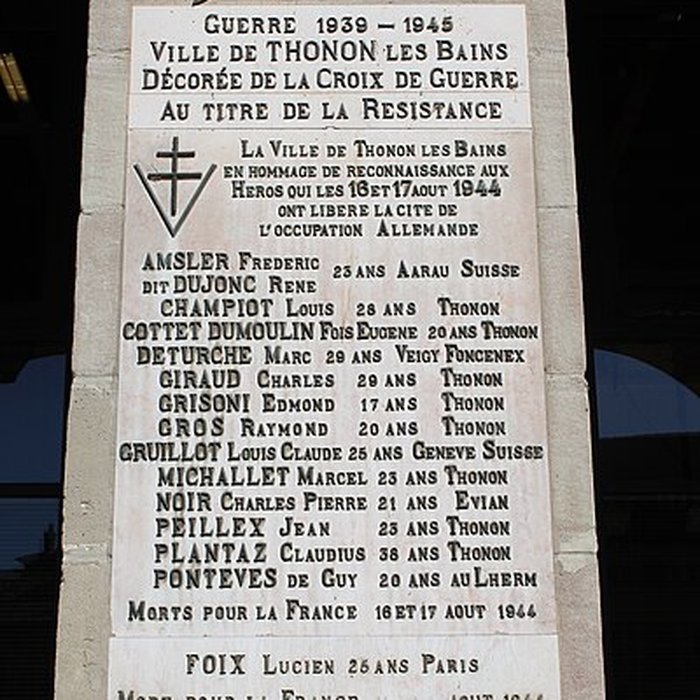 GUERRE 1939 – 1945
VILLE DE THONON LES BAINS
DÉCORÉE DE LA CROIX DE GUERRE
AU TITRE DE LA RESISTANCE
LA VILLE DE THONON LES BAINS
EN HOMMAGE DE RECONNAISSANCE AUX
HEROS QUI LES 16 ET 17 AOUT 1944
ONT LIBERE LA CITE DE
L'OCCUPATION ALLEMANDE
AMSLER FREDERIC
DIT DUJONC RENE 23 ANS AARAU SUISSE
CHAMPIOT LOUIS 28 ANS THONON
COTTET DUMOULIN FOIS EUGENE 20 ANS THONON
DETURCHE MARC 29 ANS VEIGY FONCENEX
GIRAUD CHARLES 29 ANS THONON
GRISONI EDMOND 17 ANS THONON
GROS RAYMOND 20 ANS THONON
GRUILLOT LOUIS CLAUDE 25 ANS GENEVE SUISSE
MICHALLET MARCEL 23 ANS THONON
NOIR CHARLES PIERRE 21 ANS EVIAN
PEILLEX JEAN 23 ANS THONON
PLANTAZ CLAUDIUS 38 ANS THONON
PONTEVES DE GUY 20 ANS AU LHERM
MORTS POUR LA FRANCE 16 ET 17 AOUT 1944
FOIX LUCIEN 25 ANS PARIS
MORT POUR LA FRANCE AOUT 1944